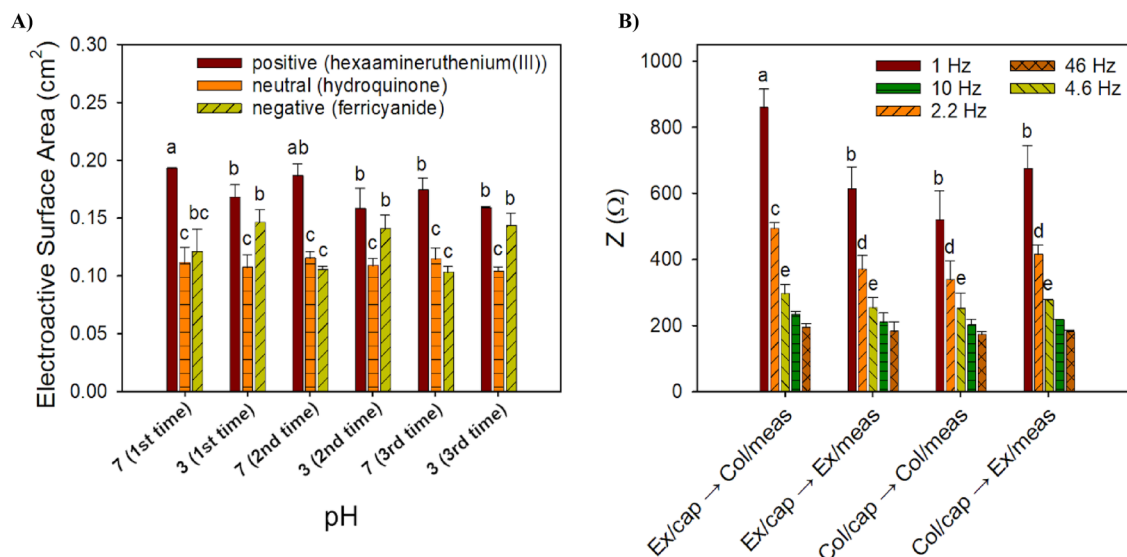 A)
Electroactive Surface Area (cm²)
0.30
0.25
0.20
0.15
0.10
0.05
0.00
positive (hexaamineruthenium(III))
neutral (hydroquinone)
negative (ferricyanide)
a
c
bc
b
c
b
ab
c
c
b
c
b
b
c
c
b
c
b
7 (1st time)
3 (1st time)
7 (2nd time)
3 (2nd time)
7 (3rd time)
3 (3rd time)
pH
B)
Z (Ω)
1000
800
600
400
200
0
1 Hz
10 Hz
2.2 Hz
46 Hz
4.6 Hz
a
c
e
b
d
e
b
d
e
b
d
e
Ex/cap → Col/meas
Ex/cap → Ex/meas
Col/cap → Col/meas
Col/cap → Ex/meas